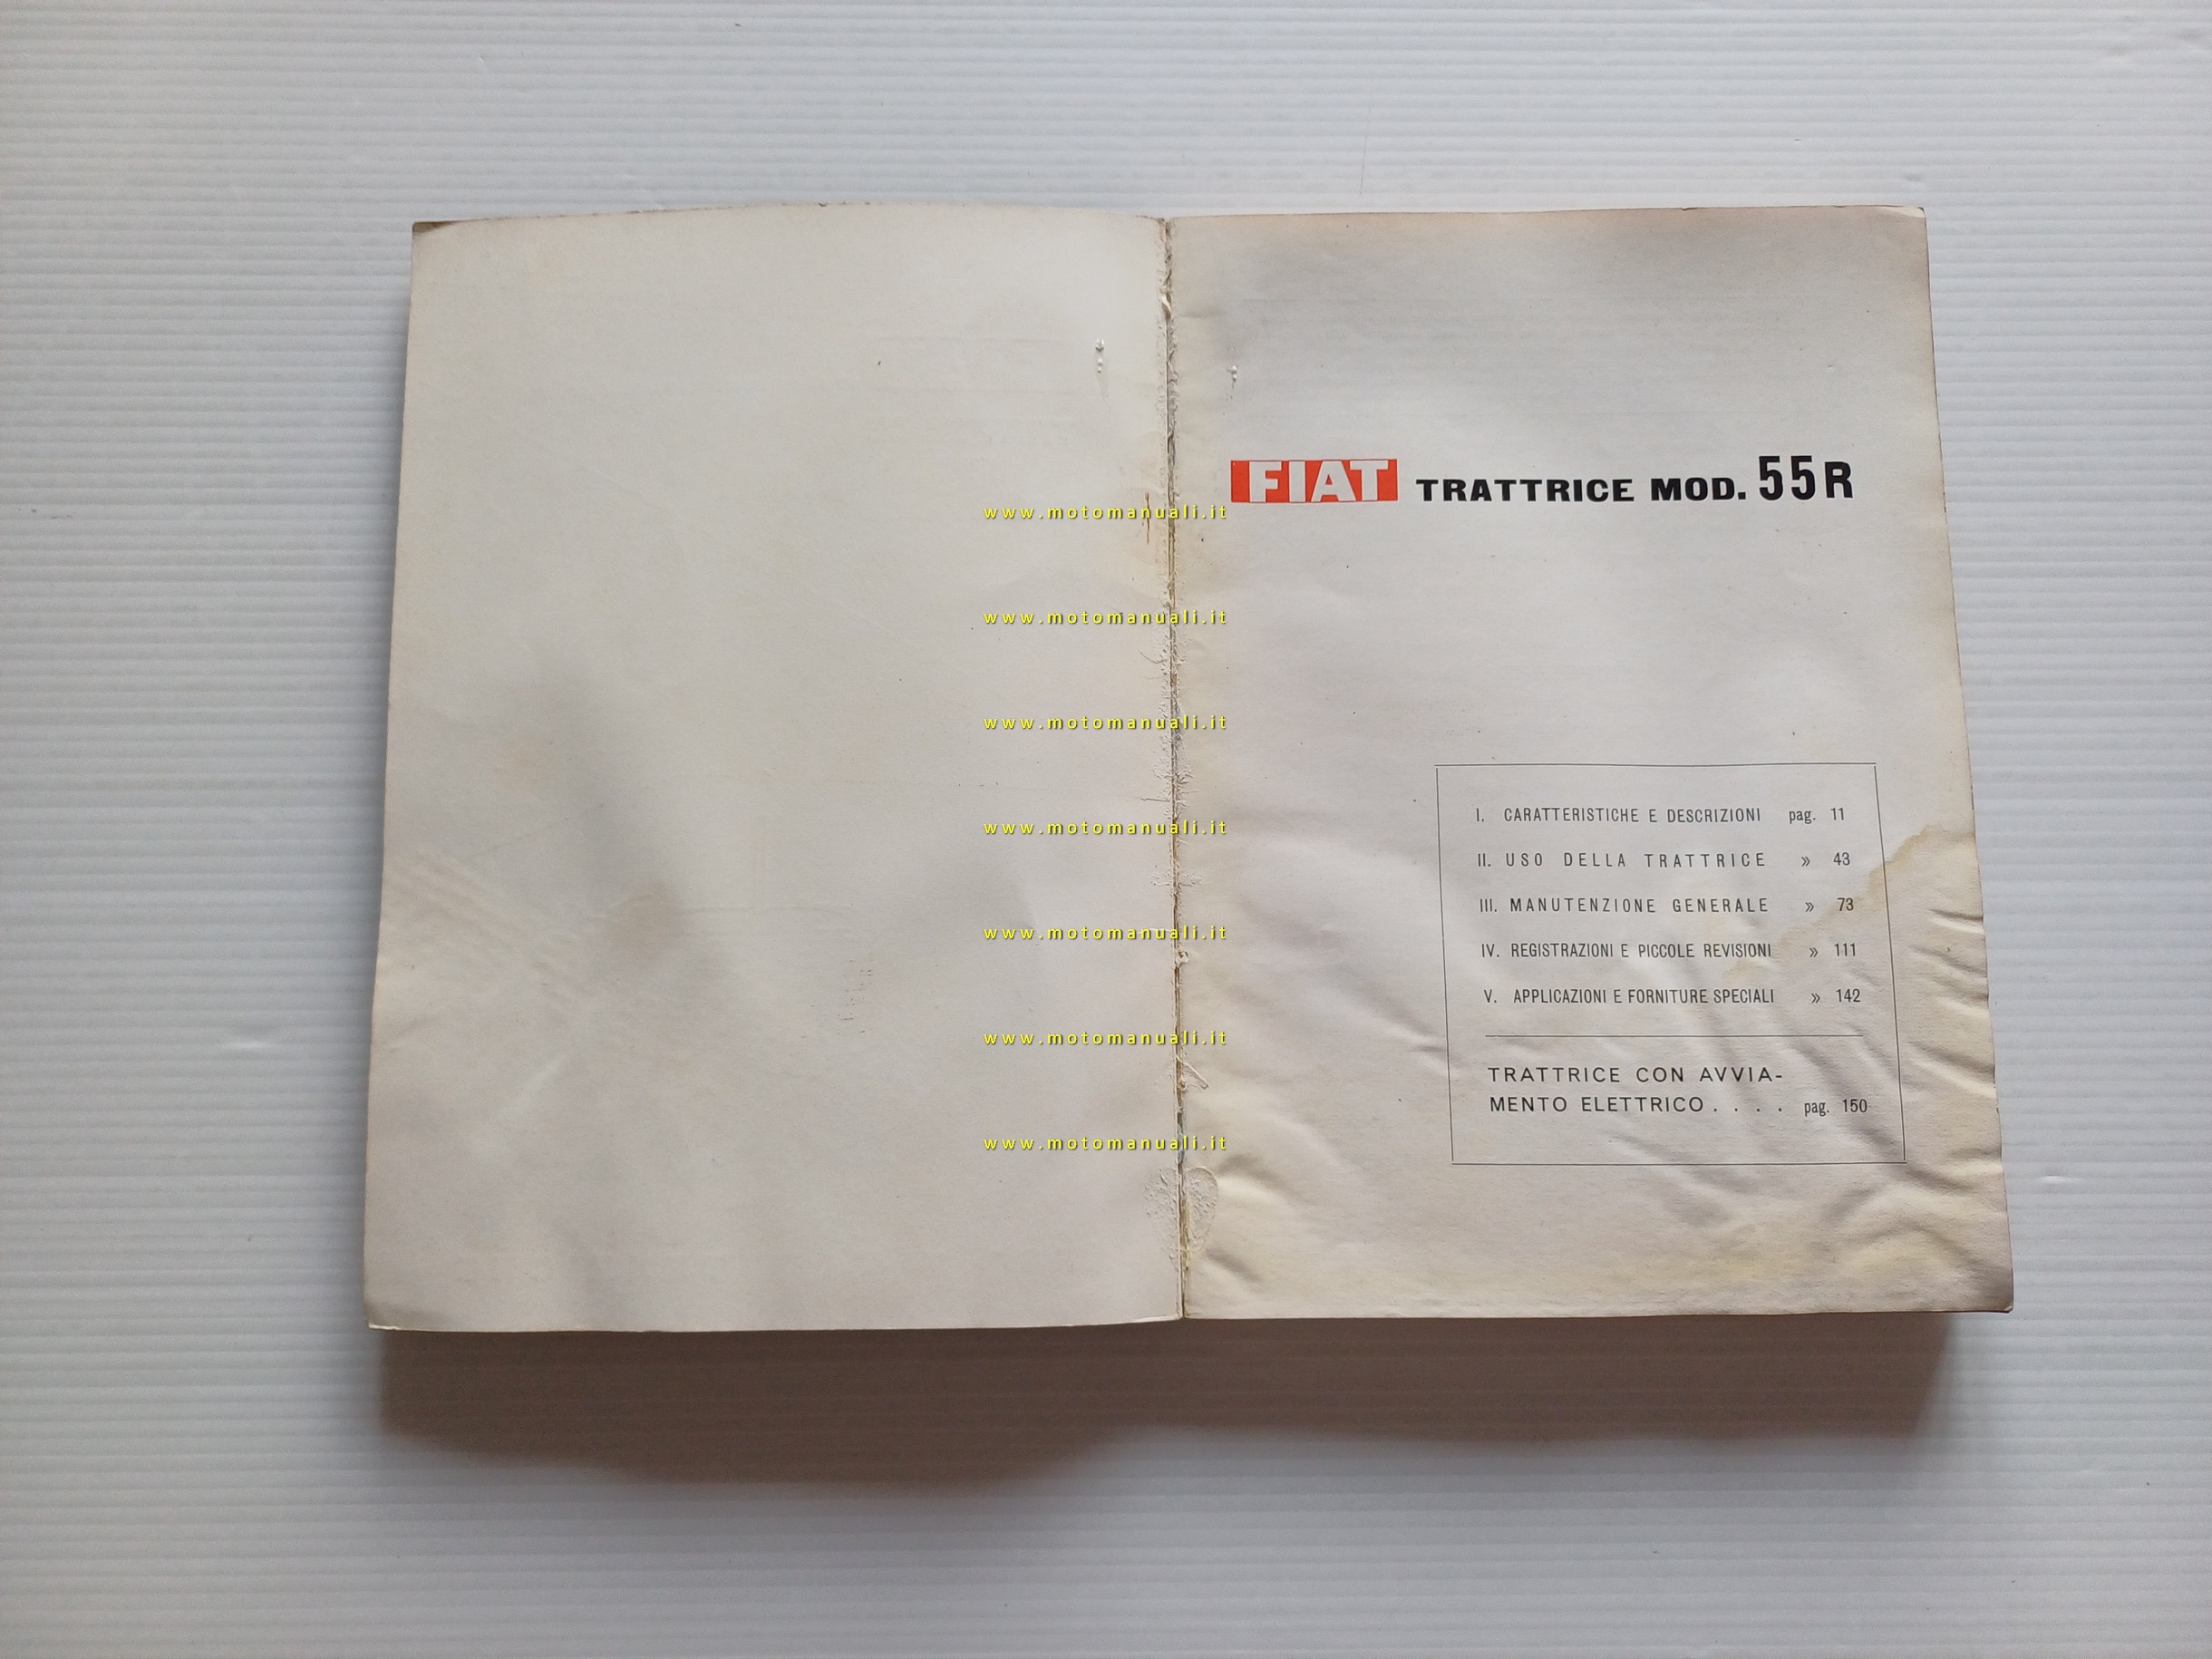 FIAT TRATTRICE MOD. 55R
www.motomanuali.it
www.motomanuali.it
www.motomanuali.it
I. CARATTERISTICHE E DESCRIZIONI pag. 11
www.motomanuali.it
II. USO DELLA TRATTRICE » 43
III. MANUTENZIONE GENERALE » 73
www.motomanuali.it
IV. REGISTRAZIONI E PICCOLE REVISIONI » 111
V. APPLICAZIONI E FORNITURE SPECIALI » 142
www.motomanuali.it
TRATTRICE CON AVVIA-
MENTO ELETTRICO . . . . pag. 150
www.motomanuali.it